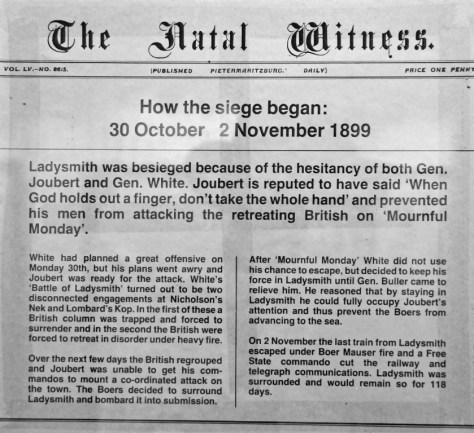 The Natal Witness.
VOL. LV.—NO. 8615.
[PUBLISHED PIETERMARITZBURG. DAILY]
PRICE ONE PENNY
How the siege began:
30 October 2 November 1899
Ladysmith was besieged because of the hesitancy of both Gen.
Joubert and Gen. White. Joubert is reputed to have said ‘When
God holds out a finger, don’t take the whole hand’ and prevented
his men from attacking the retreating British on ‘Mournful
Monday’.
White had planned a great offensive on
Monday 30th, but his plans went awry and
Joubert was ready for the attack. White’s
‘Battle of Ladysmith’ turned out to be two
disconnected engagements at Nicholson’s
Nek and Lombard’s Kop. In the first of these a
British column was trapped and forced to
surrender and in the second the British were
forced to retreat in disorder under heavy fire.
Over the next few days the British regrouped
and Joubert was unable to get his com-
mandos to mount a co-ordinated attack on
the town. The Boers decided to surround
Ladysmith and bombard it into submission.
After ‘Mournful Monday’ White did not use
his chance to escape, but decided to keep his
force in Ladysmith until Gen. Buller came to
relieve him. He reasoned that by staying in
Ladysmith he could fully occupy Joubert’s
attention and thus prevent the Boers from
advancing to the sea.
On 2 November the last train from Ladysmith
escaped under Boer Mauser fire and a Free
State commando cut the railway and
telegraph communications. Ladysmith was
surrounded and would remain so for 118
days.